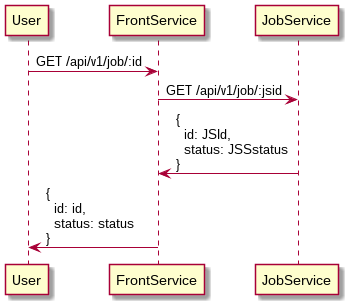 User FrontService JobService
GET /api/v1/job/:id
GET /api/v1/job/:jsid
{
id: JSId,
status: JSSstatus
}
{
id: id,
status: status
}
User FrontService JobService